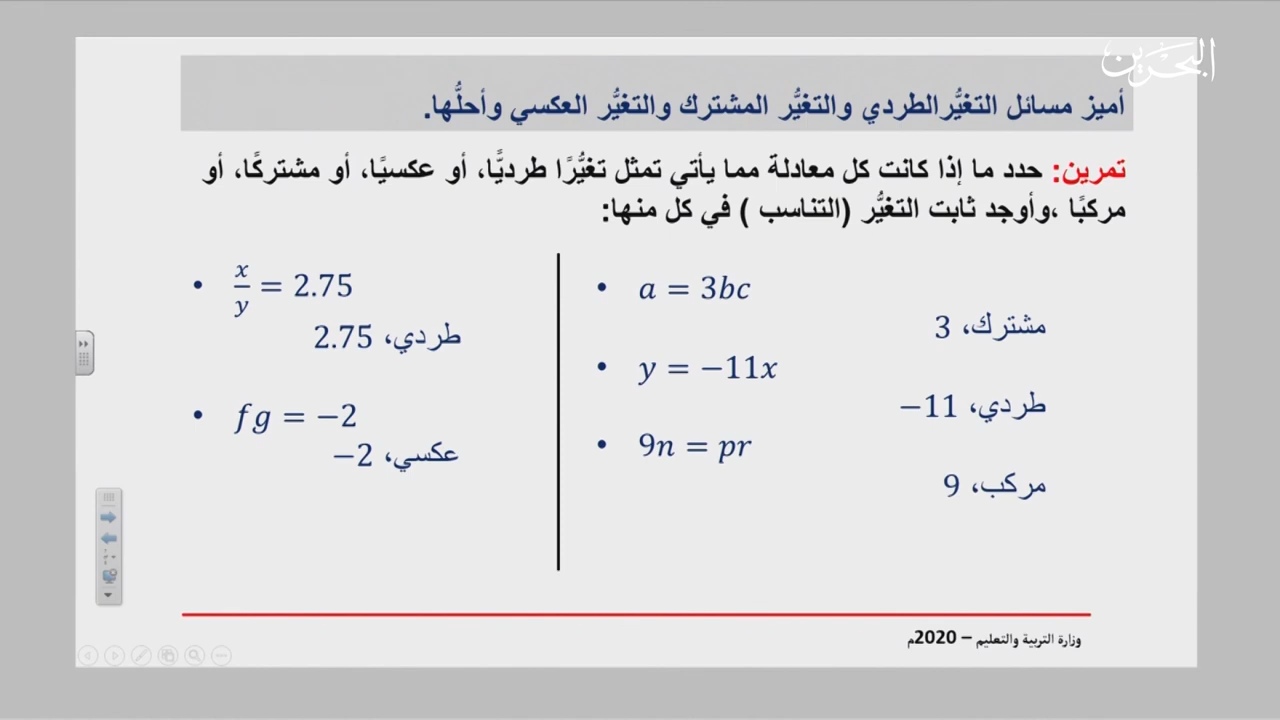 البحرين
أميز مسائل التغيُّرالطردي والتغيُّر المشترك والتغيُّر العكسي وأحلُّها.
تمرين: حدد ما إذا كانت كل معادلة مما يأتي تمثل تغيُّرًا طرديًّا، أو عكسيًا، أو مشتركًا، أو
مركبًا ،وأوجد ثابت التغيُّر (التناسب ) في كل منها:
• a = 3bc
مشترك، 3
• y = −11x
طردي، 11−
• 9n = pr
مركب، 9
• x/y = 2.75
طردي، 2.75
• fg = −2
عكسي، 2−
وزارة التربية والتعليم – 2020م